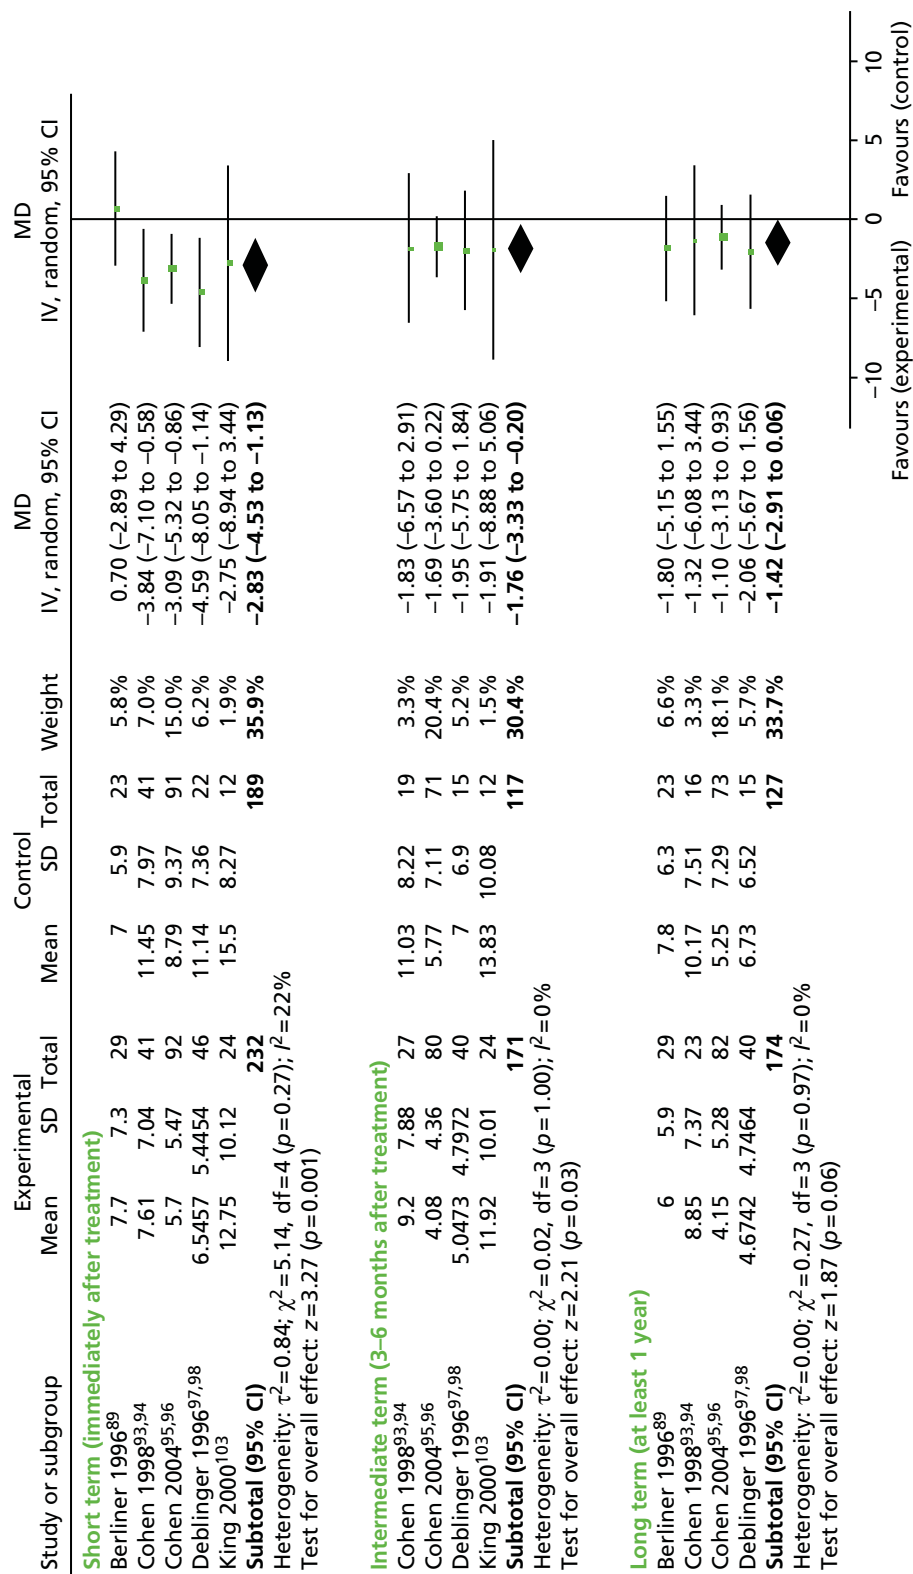 Experimental Control MD MD
Study or subgroup Mean SD Total Mean SD Total Weight IV, random, 95% CI IV, random, 95% CI
Short term (immediately after treatment)
Berliner 1996⁸⁹ 7.7 7.3 29 7 5.9 23 5.8% 0.70 (−2.89 to 4.29)
Cohen 1998⁹³,⁹⁴ 7.61 7.04 41 11.45 7.97 41 7.0% −3.84 (−7.10 to −0.58)
Cohen 2004⁹⁵,⁹⁶ 5.7 5.47 92 8.79 9.37 91 15.0% −3.09 (−5.32 to −0.86)
Deblinger 1996⁹⁷,⁹⁸ 6.5457 5.4454 46 11.14 7.36 22 6.2% −4.59 (−8.05 to −1.14)
King 2000¹⁰³ 12.75 10.12 24 15.5 8.27 12 1.9% −2.75 (−8.94 to 3.44)
Subtotal (95% CI) 232 189 35.9% −2.83 (−4.53 to −1.13)
Heterogeneity: τ²=0.84; χ²=5.14, df=4 (p=0.27); I²=22%
Test for overall effect: z=3.27 (p=0.001)
Intermediate term (3–6 months after treatment)
Cohen 1998⁹³,⁹⁴ 9.2 7.88 27 11.03 8.22 19 3.3% −1.83 (−6.57 to 2.91)
Cohen 2004⁹⁵,⁹⁶ 4.08 4.36 80 5.77 7.11 71 20.4% −1.69 (−3.60 to 0.22)
Deblinger 1996⁹⁷,⁹⁸ 5.0473 4.7972 40 7 6.9 15 5.2% −1.95 (−5.75 to 1.84)
King 2000¹⁰³ 11.92 10.01 24 13.83 10.08 12 1.5% −1.91 (−8.88 to 5.06)
Subtotal (95% CI) 171 117 30.4% −1.76 (−3.33 to −0.20)
Heterogeneity: τ²=0.00; χ²=0.02, df=3 (p=1.00); I²=0%
Test for overall effect: z=2.21 (p=0.03)
Long term (at least 1 year)
Berliner 1996⁸⁹ 6 5.9 29 7.8 6.3 23 6.6% −1.80 (−5.15 to 1.55)
Cohen 1998⁹³,⁹⁴ 8.85 7.37 23 10.17 7.51 16 3.3% −1.32 (−6.08 to 3.44)
Cohen 2004⁹⁵,⁹⁶ 4.15 5.28 82 5.25 7.29 73 18.1% −1.10 (−3.13 to 0.93)
Deblinger 1996⁹⁷,⁹⁸ 4.6742 4.7464 40 6.73 6.52 15 5.7% −2.06 (−5.67 to 1.56)
Subtotal (95% CI) 174 127 33.7% −1.42 (−2.91 to 0.06)
Heterogeneity: τ²=0.00; χ²=0.27, df=3 (p=0.97); I²=0%
Test for overall effect: z=1.87 (p=0.06)
−10 −5 0 5 10
Favours (experimental) Favours (control)